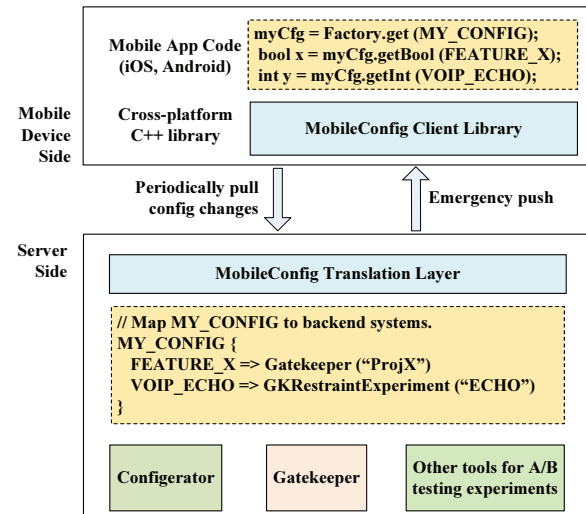 Mobile App Code
(iOS, Android)
myCfg = Factory.get (MY_CONFIG);
bool x = myCfg.getBool (FEATURE_X);
int y = myCfg.getInt (VOIP_ECHO);
Mobile
Device
Side
Cross-platform
C++ library
MobileConfig Client Library
Periodically pull
config changes
Emergency push
Server
Side
MobileConfig Translation Layer
// Map MY_CONFIG to backend systems.
MY_CONFIG {
FEATURE_X => Gatekeeper (“ProjX”)
VOIP_ECHO => GKRestraintExperiment (“ECHO”)
}
Configerator
Gatekeeper
Other tools for A/B
testing experiments